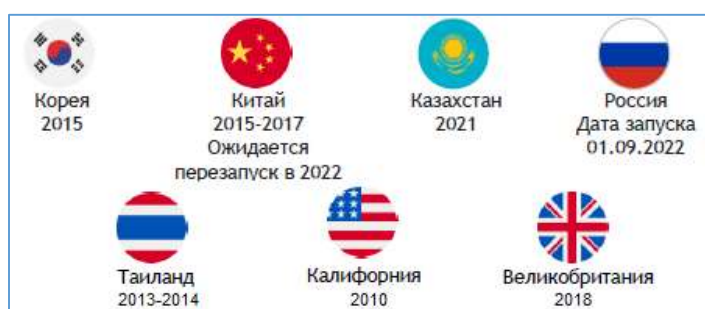 Корея
2015
Китай
2015-2017
Ожидается
перезапуск в 2022
Казахстан
2021
Россия
Дата запуска
01.09.2022
Таиланд
2013-2014
Калифорния
2010
Великобритания
2018